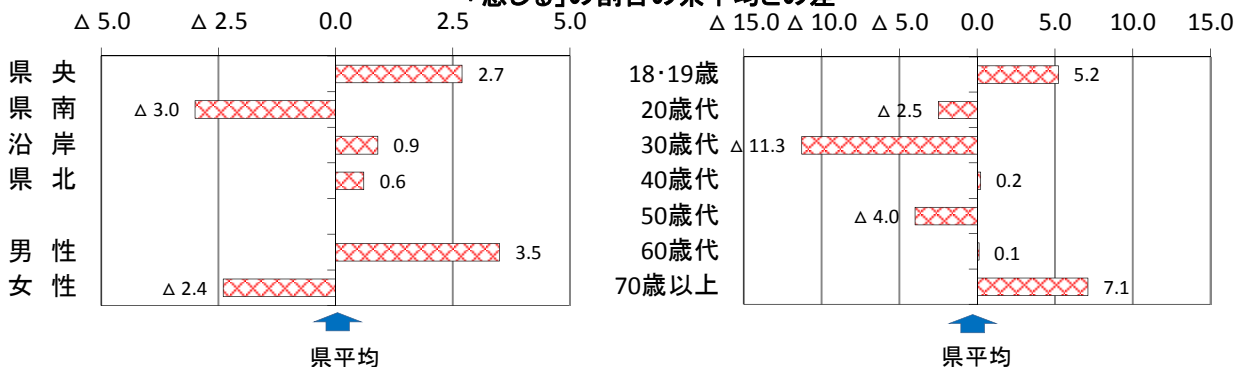 「感じる」の割合の県平均との差
△ 5.0 △ 2.5 0.0 2.5 5.0
県 央 2.7
県 南 △ 3.0
沿 岸 0.9
県 北 0.6
男 性 3.5
女 性 △ 2.4
県平均
△ 15.0 △ 10.0 △ 5.0 0.0 5.0 10.0 15.0
18・19歳 5.2
20歳代 △ 2.5
30歳代 △ 11.3
40歳代 0.2
50歳代 △ 4.0
60歳代 0.1
70歳以上 7.1
県平均